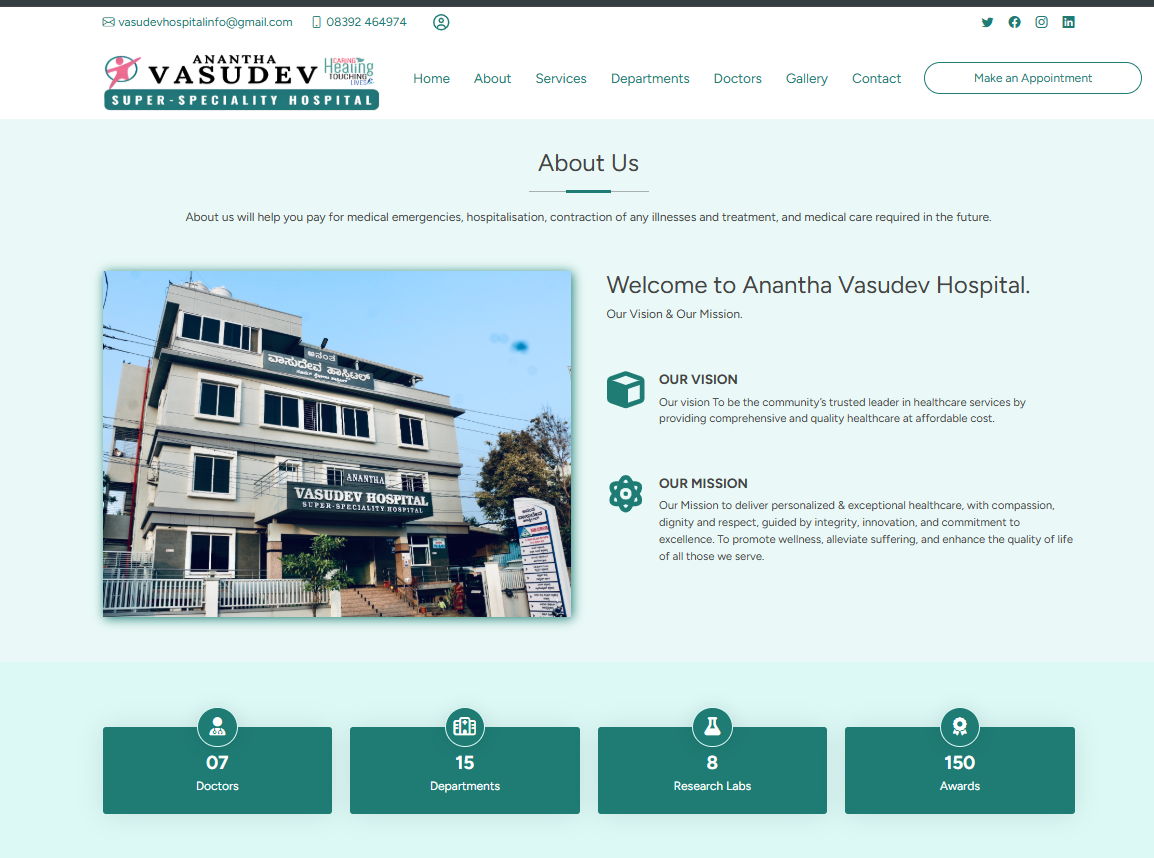 vasudevhospitalinfo@gmail.com 08392 464974
ANANTHA
VASUDEV
CARING
Healing
TOUCHING
LIVES
SUPER-SPECIALITY HOSPITAL
Home About Services Departments Doctors Gallery Contact Make an Appointment
About Us
About us will help you pay for medical emergencies, hospitalisation, contraction of any illnesses and treatment, and medical care required in the future.
ಅನಂತ
ವಾಸುದೇವ ಹಾಸ್ಪಿಟಲ್
ANANTHA
VASUDEV HOSPITAL
SUPER-SPECIALITY HOSPITAL
Welcome to Anantha Vasudev Hospital.
Our Vision & Our Mission.
OUR VISION
Our vision To be the community's trusted leader in healthcare services by
providing comprehensive and quality healthcare at affordable cost.
OUR MISSION
Our Mission to deliver personalized & exceptional healthcare, with compassion,
dignity and respect, guided by integrity, innovation, and commitment to
excellence. To promote wellness, alleviate suffering, and enhance the quality of life
of all those we serve.
07
Doctors
15
Departments
8
Research Labs
150
Awards